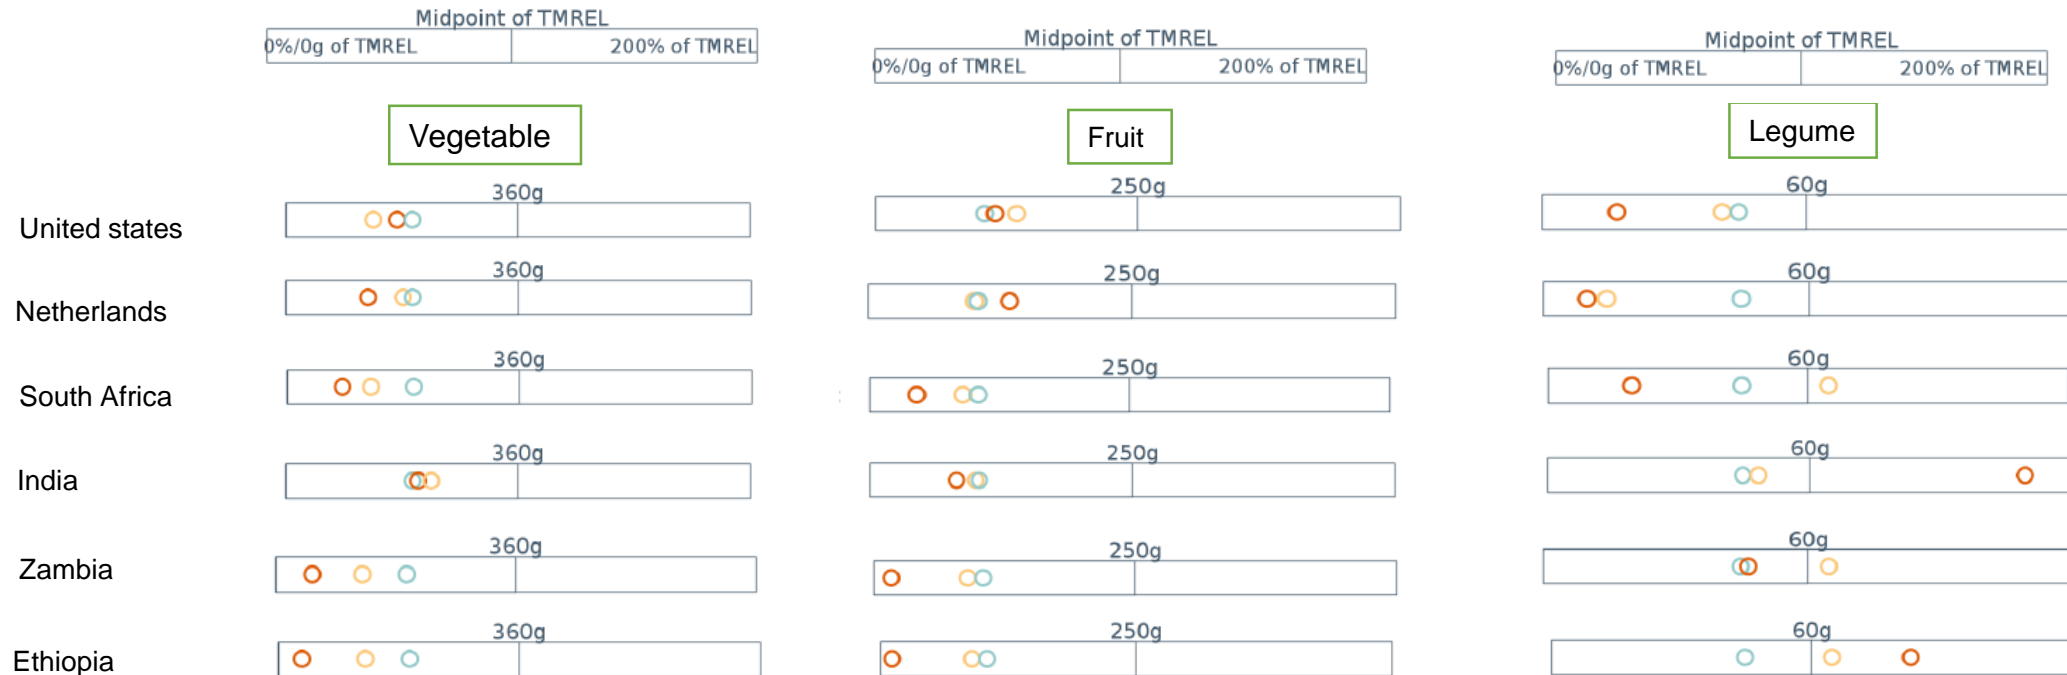 Midpoint of TMREL
0%/0g of TMREL 200% of TMREL
Midpoint of TMREL
0%/0g of TMREL 200% of TMREL
Midpoint of TMREL
0%/0g of TMREL 200% of TMREL
Vegetable
Fruit
Legume
United states
360g
250g
60g
Netherlands
360g
250g
60g
South Africa
360g
250g
60g
India
360g
250g
60g
Zambia
360g
250g
60g
Ethiopia
360g
250g
60g